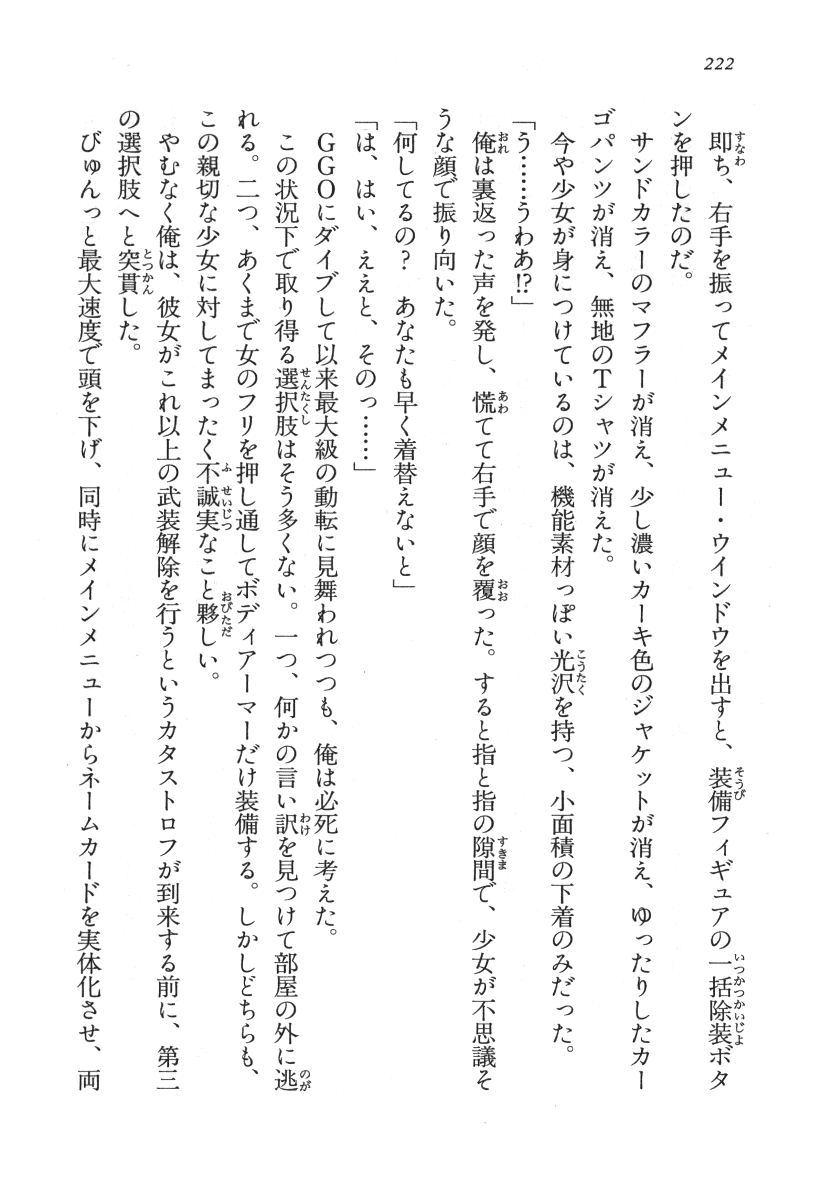 222
即ち、右手を振ってメインメニュー・ウインドウを出すと、装備フィギュアの一括除装ボタ
ンを押したのだ。
サンドカラーのマフラーが消え、少し濃いカーキ色のジャケットが消え、ゆったりしたカー
ゴパンツが消え、無地のTシャツが消えた。
今や少女が身につけているのは、機能素材っぽい光沢を持つ、小面積の下着のみだった。
「う……うわあ!?」
俺は裏返った声を発し、慌てて右手で顔を覆った。すると指と指の隙間で、少女が不思議そ
うな顔で振り向いた。
「何してるの？　あなたも早く着替えないと」
「は、はい、ええと、そのっ……」
GGOにダイブして以来最大級の動転に見舞われつつも、俺は必死に考えた。
この状況下で取り得る選択肢はそう多くない。一つ、何かの言い訳を見つけて部屋の外に逃
れる。二つ、あくまで女のフリを押し通してボディアーマーだけ装備する。しかしどちらも、
この親切な少女に対してまったく不誠実なこと夥しい。
やむなく俺は、彼女がこれ以上の武装解除を行うというカタストロフが到来する前に、第三
の選択肢へと突貫した。
びゅんっと最大速度で頭を下げ、同時にメインメニューからネームカードを実体化させ、両